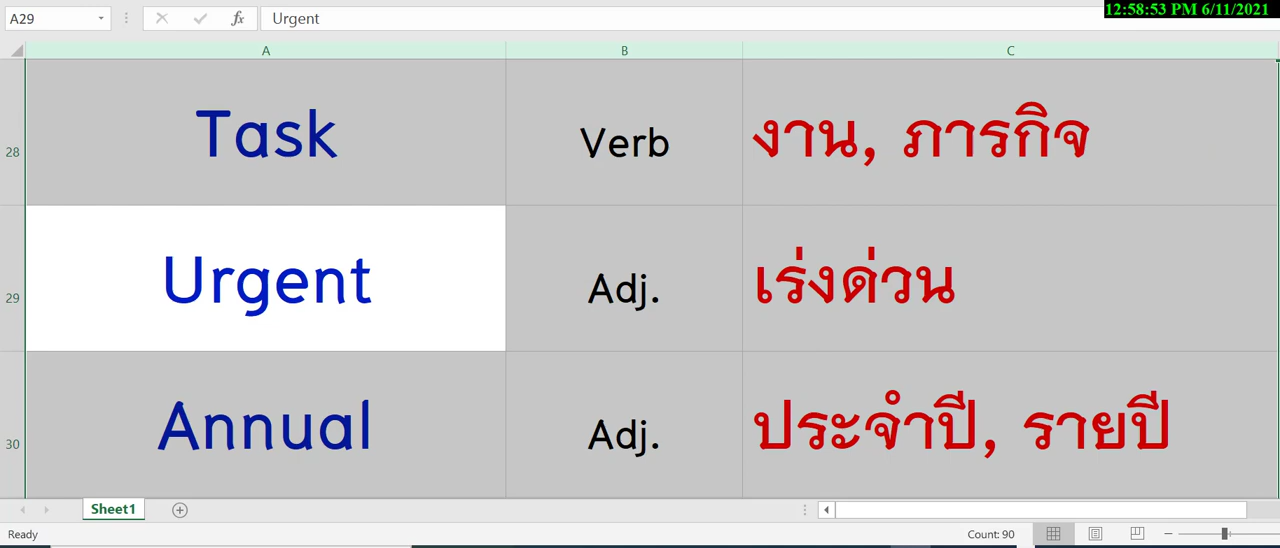 12:58:53 PM 6/11/2021
A29 fx Urgent
A B C
28 Task Verb งาน, ภารกิจ
29 Urgent Adj. เร่งด่วน
30 Annual Adj. ประจำปี, รายปี
Sheet1
Ready Count: 90